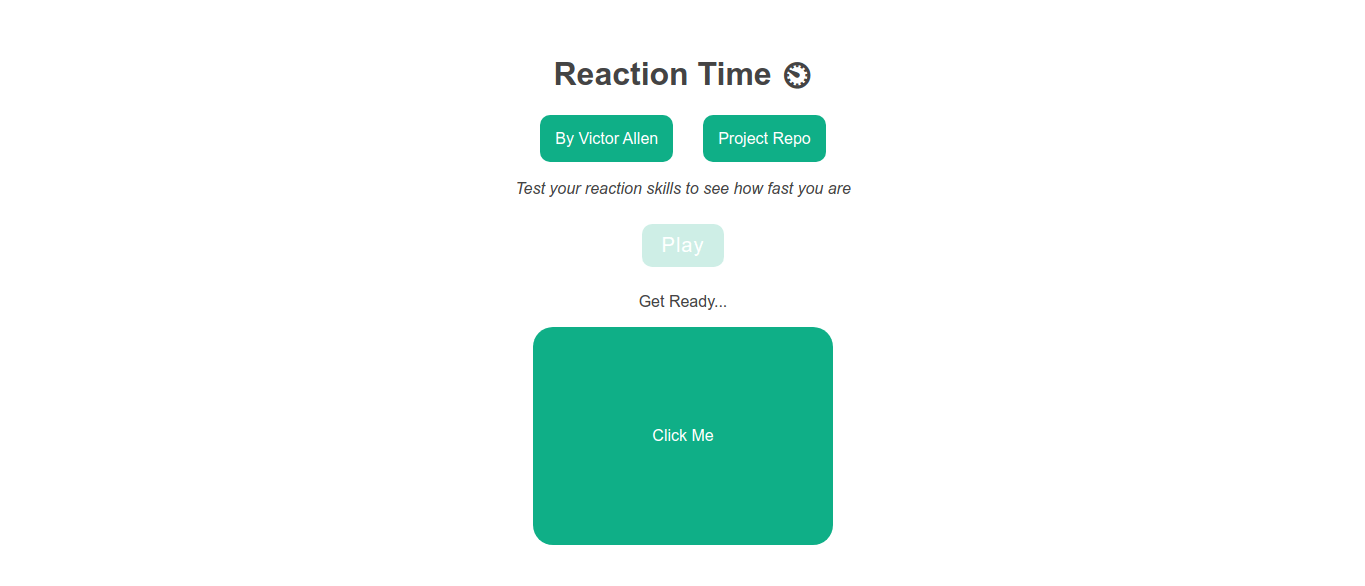 Reaction Time
By Victor Allen
Project Repo
Test your reaction skills to see how fast you are
Play
Get Ready...
Click Me